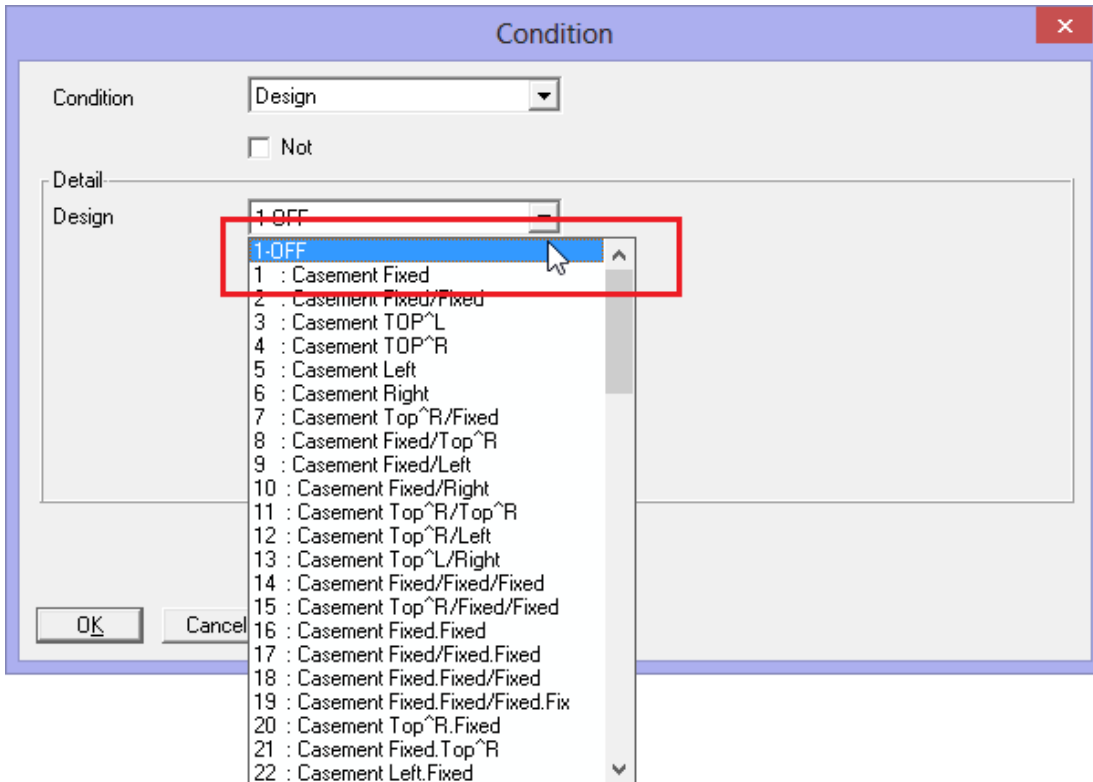 Condition
Condition Design
Not
Detail
Design 1-OFF
1-OFF
1 : Casement Fixed
2 : Casement Fixed/Fixed
3 : Casement TOP^L
4 : Casement TOP^R
5 : Casement Left
6 : Casement Right
7 : Casement Top^R/Fixed
8 : Casement Fixed/Top^R
9 : Casement Fixed/Left
10 : Casement Fixed/Right
11 : Casement Top^R/Top^R
12 : Casement Top^R/Left
13 : Casement Top^L/Right
14 : Casement Fixed/Fixed/Fixed
15 : Casement Top^R/Fixed/Fixed
16 : Casement Fixed.Fixed
17 : Casement Fixed/Fixed.Fixed
18 : Casement Fixed.Fixed/Fixed
19 : Casement Fixed.Fixed/Fixed.Fix
20 : Casement Top^R.Fixed
21 : Casement Fixed.Top^R
22 : Casement Left.Fixed
OK Cancel